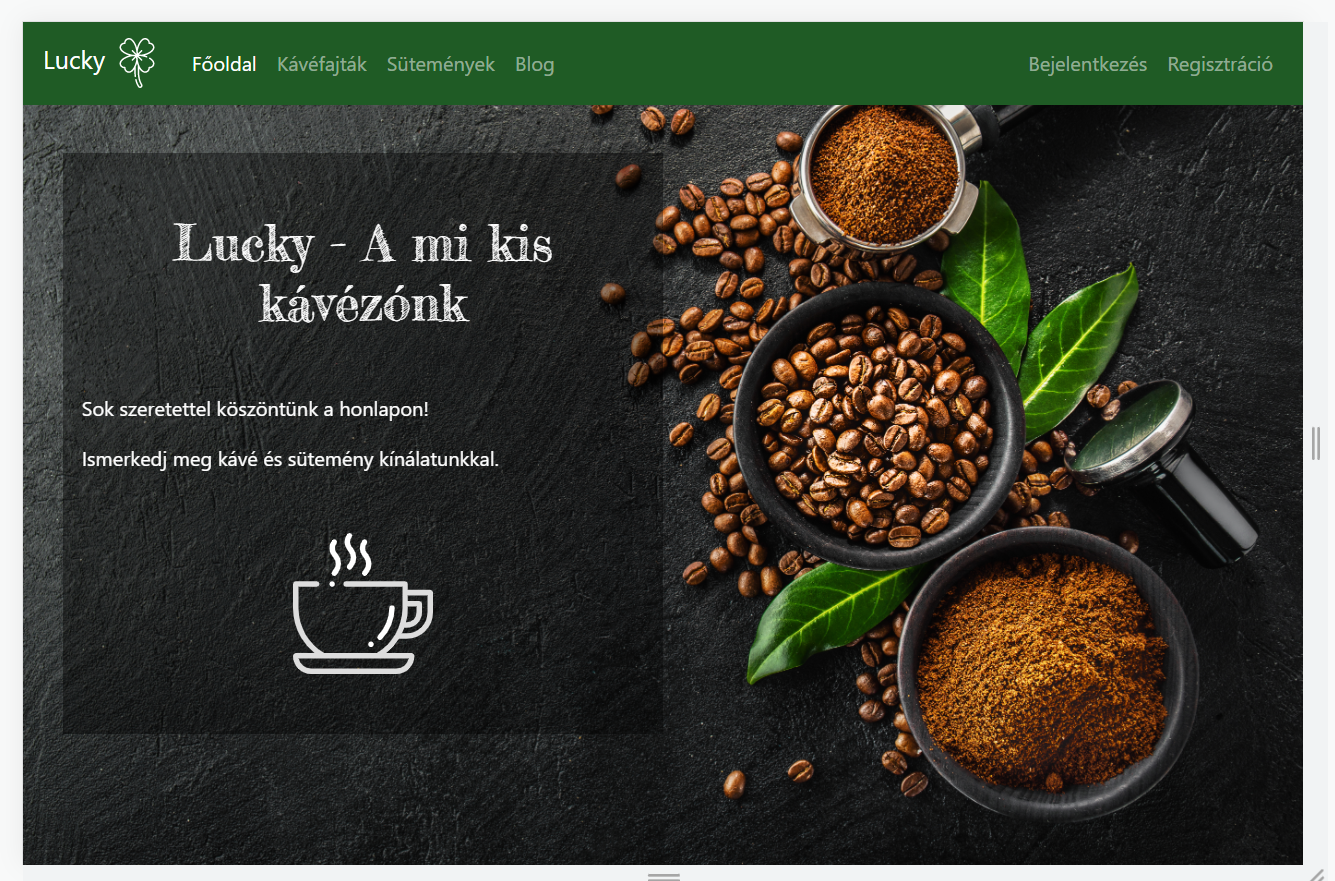 Lucky
Főoldal Kávéfajták Sütemények Blog
Bejelentkezés Regisztráció
Lucky - A mi kis
kávézónk
Sok szeretettel köszöntünk a honlapon!
Ismerkedj meg kávé és sütemény kínálatunkkal.